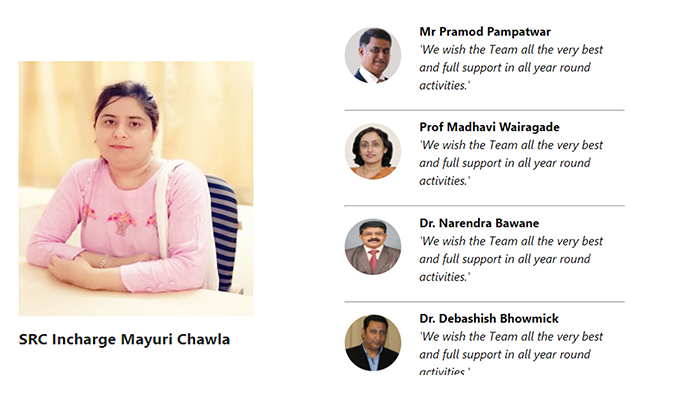 SRC Incharge Mayuri Chawla
Mr Pramod Pampatwar
'We wish the Team all the very best
and full support in all year round
activities.'
Prof Madhavi Wairagade
'We wish the Team all the very best
and full support in all year round
activities.'
Dr. Narendra Bawane
'We wish the Team all the very best
and full support in all year round
activities.'
Dr. Debashish Bhowmick
'We wish the Team all the very best
and full support in all year round
activities.'